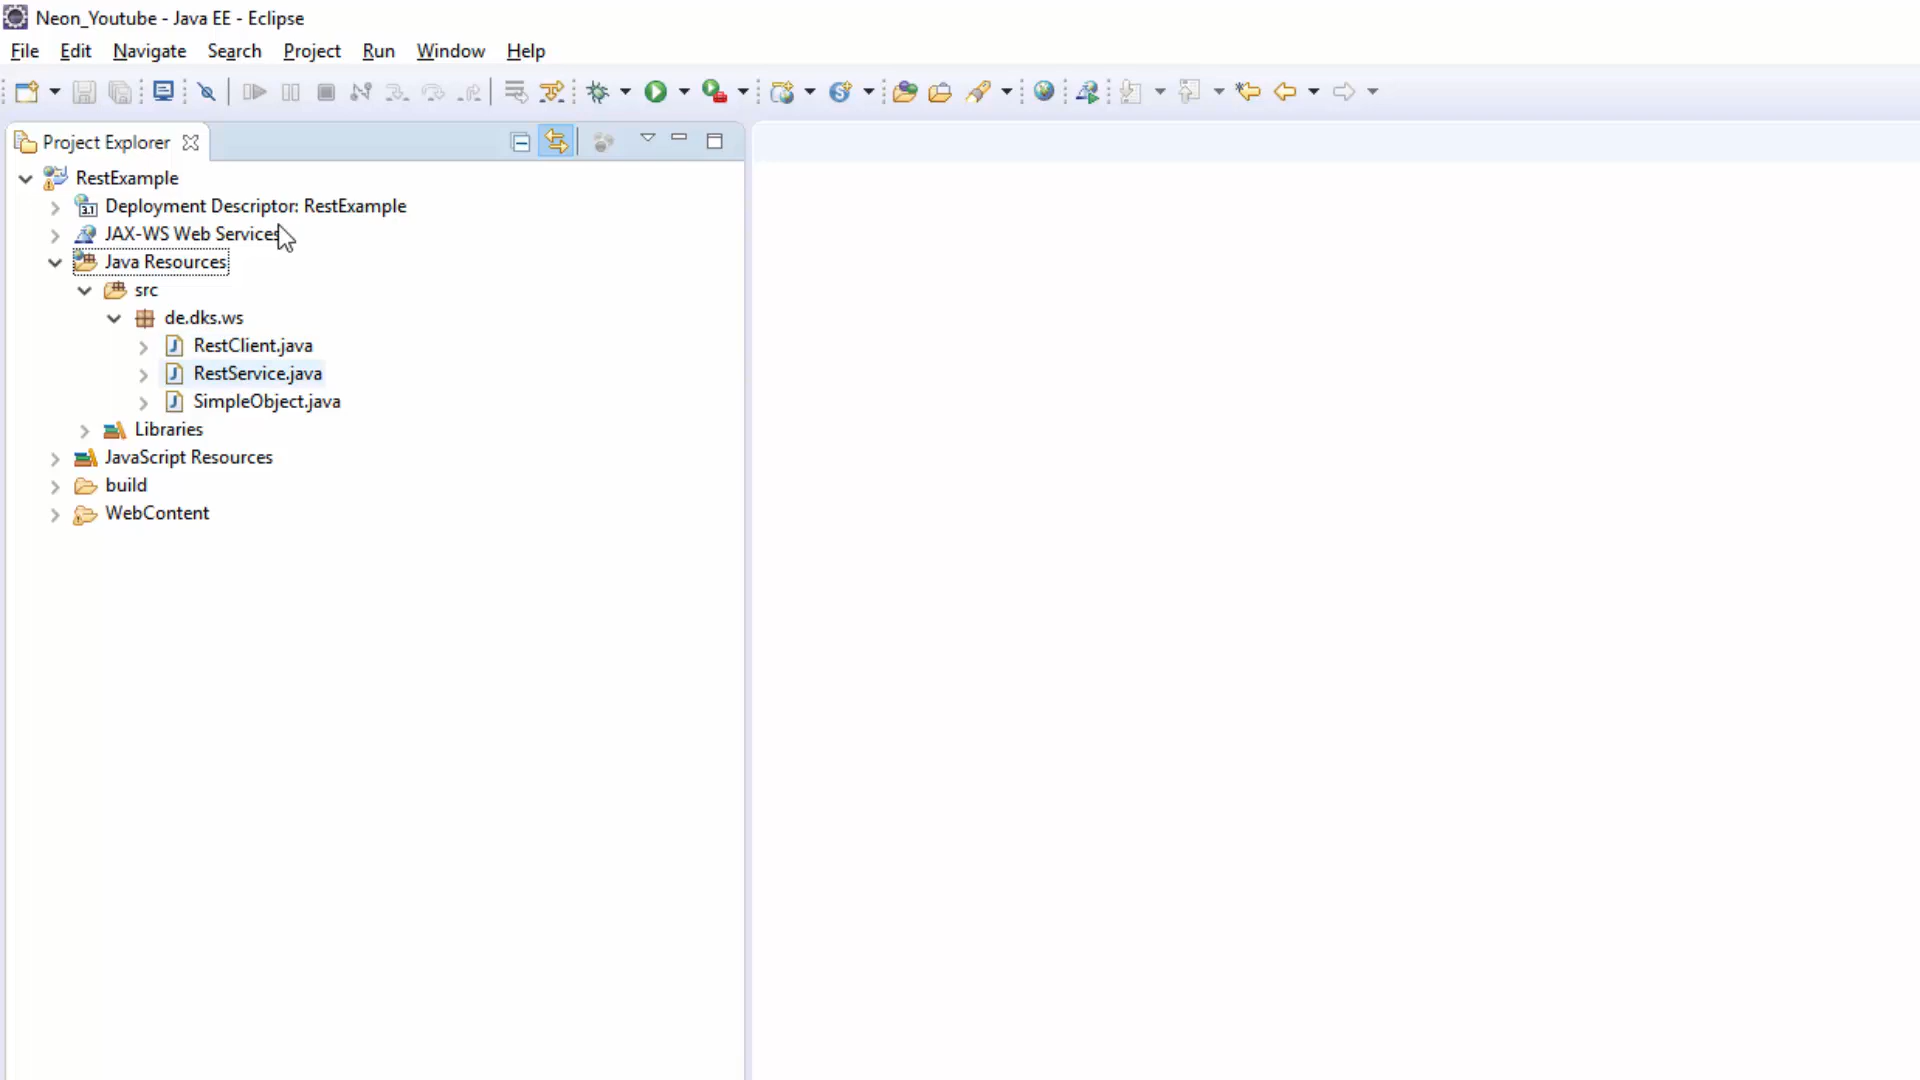 Neon_Youtube - Java EE - Eclipse
File Edit Navigate Search Project Run Window Help
Project Explorer
RestExample
3.1 Deployment Descriptor: RestExample
JAX-WS Web Services
Java Resources
src
de.dks.ws
J RestClient.java
J RestService.java
J SimpleObject.java
Libraries
JavaScript Resources
build
WebContent